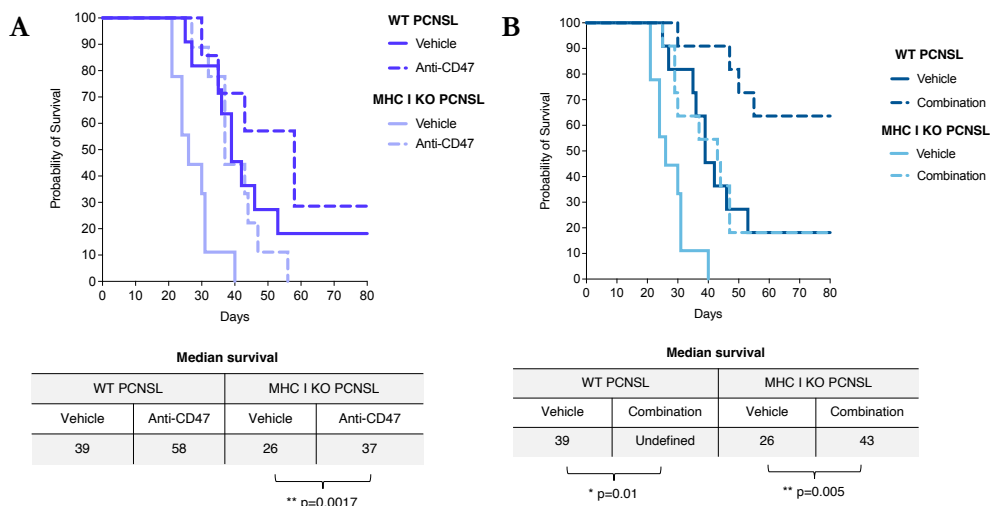 A
100
90
80
70
60
50
40
30
20
10
0
Probability of Survival
0 10 20 30 40 50 60 70 80
Days
WT PCNSL
Vehicle
Anti-CD47
MHC I KO PCNSL
Vehicle
Anti-CD47
Median survival
WT PCNSL MHC I KO PCNSL
Vehicle Anti-CD47 Vehicle Anti-CD47
39 58 26 37
** p=0.0017
B
100
90
80
70
60
50
40
30
20
10
0
Probability of Survival
0 10 20 30 40 50 60 70 80
Days
WT PCNSL
Vehicle
Combination
MHC I KO PCNSL
Vehicle
Combination
Median survival
WT PCNSL MHC I KO PCNSL
Vehicle Combination Vehicle Combination
39 Undefined 26 43
* p=0.01 ** p=0.005